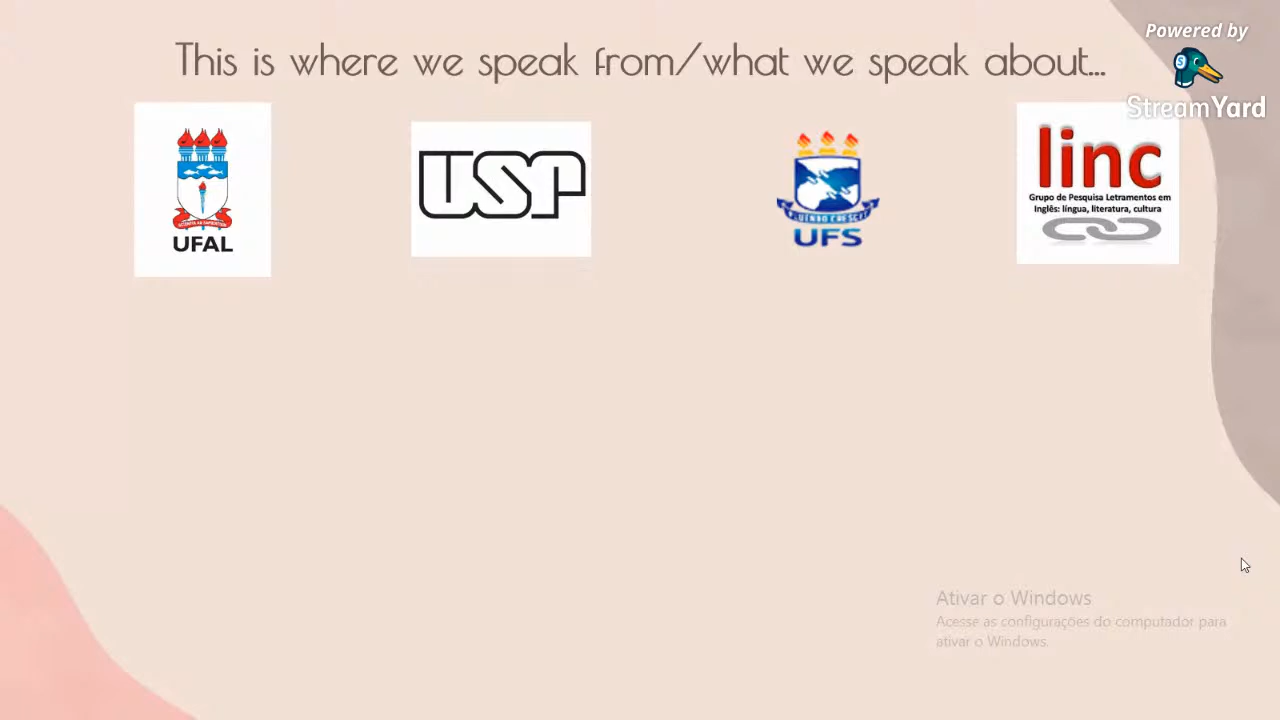 This is where we speak from/what we speak about...
Powered by
StreamYard
UFAL
USP
UFS
linc
Grupo de Pesquisa Letramentos em
Inglês: língua, literatura, cultura
Ativar o Windows
Acesse as configurações do computador para
ativar o Windows.